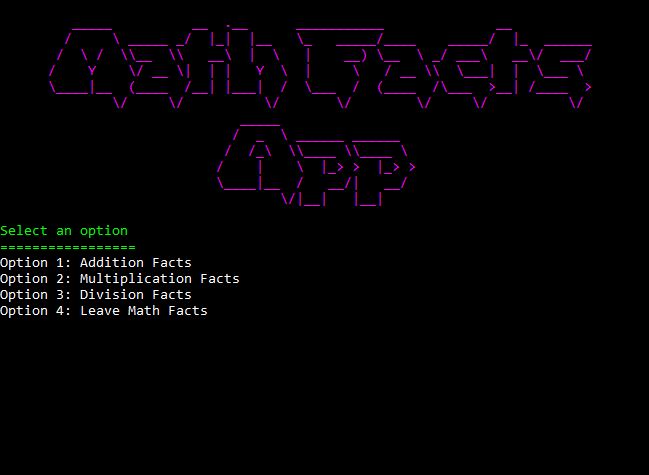 Math Facts
App
Select an option
=================
Option 1: Addition Facts
Option 2: Multiplication Facts
Option 3: Division Facts
Option 4: Leave Math Facts